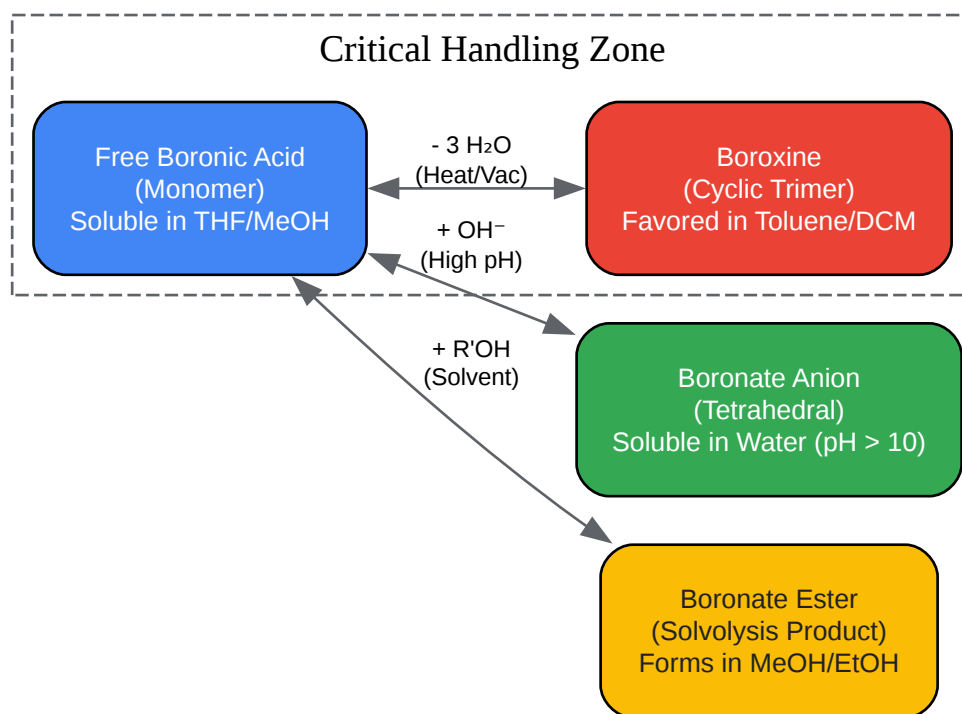 Critical Handling Zone
Free Boronic Acid
(Monomer)
Soluble in THF/MeOH
- 3 H₂O
(Heat/Vac)
Boroxine
(Cyclic Trimer)
Favored in Toluene/DCM
+ OH⁻
(High pH)
+ R'OH
(Solvent)
Boronate Anion
(Tetrahedral)
Soluble in Water (pH > 10)
Boronate Ester
(Solvolysis Product)
Forms in MeOH/EtOH